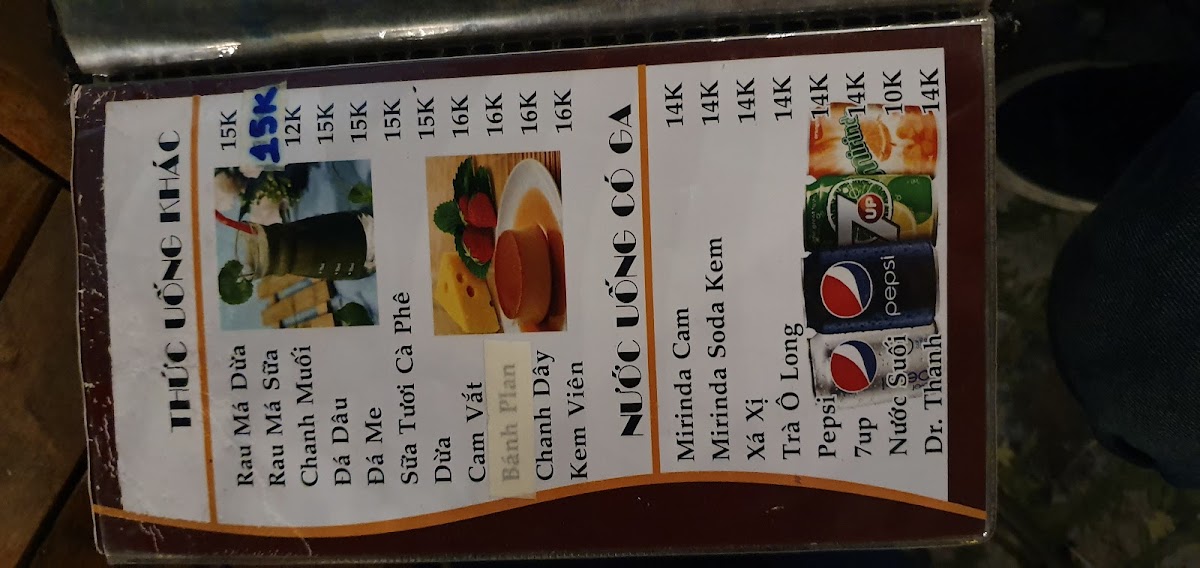 THỨC UỐNG KHÁC
Rau Má Dừa 15K
Rau Má Sữa 15K
Chanh Muối 12K
Đá Dâu 15K
Đá Me 15K
Sữa Tươi Cà Phê 15K
Dừa 15K
Cam Vắt 16K
Bánh Plan 16K
Chanh Dây 16K
Kem Viên 16K
NƯỚC UỐNG CÓ GA
Mirinda Cam 14K
Mirinda Soda Kem 14K
Xá Xị 14K
Trà Ô Long 14K
Pepsi 14K
7up 14K
Nước Suối 10K
Dr. Thanh 14K
7UP
pepsi